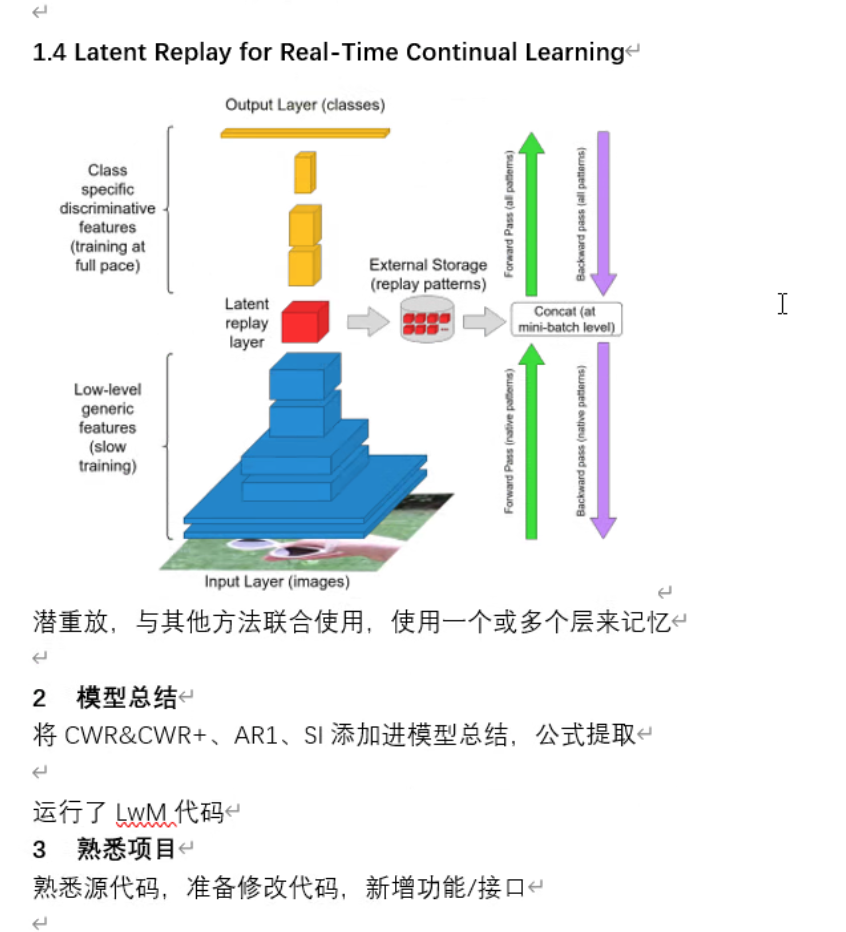 1.4 Latent Replay for Real-Time Continual Learning
Output Layer (classes)
Class
specific
discriminative
features
(training at
full pace)
Latent
replay
layer
External Storage
(replay patterns)
Forward Pass (all patterns)
Backward pass (all patterns)
Concat (at
mini-batch level)
Low-level
generic
features
(slow
training)
Forward Pass (native patterns)
Backward pass (native patterns)
Input Layer (images)
潜重放，与其他方法联合使用，使用一个或多个层来记忆
2 模型总结
将 CWR&CWR+、AR1、SI 添加进模型总结，公式提取
运行了 LwM 代码
3 熟悉项目
熟悉源代码，准备修改代码，新增功能/接口